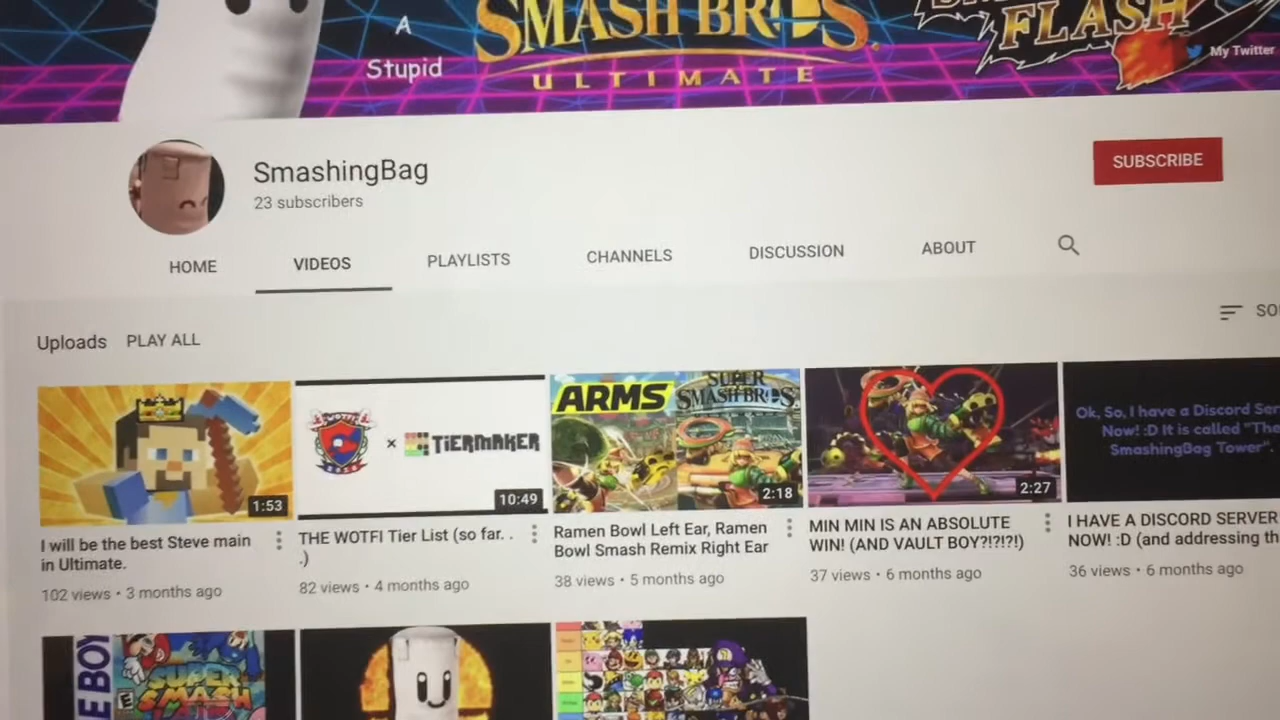 A
Stupid
SMASH BROS.
ULTIMATE
FLASH
My Twitter
SmashingBag
23 subscribers
SUBSCRIBE
HOME
VIDEOS
PLAYLISTS
CHANNELS
DISCUSSION
ABOUT
Uploads
PLAY ALL
1:53
I will be the best Steve main
in Ultimate.
102 views • 3 months ago
WOTFI
2020
x
TIERMAKER
10:49
THE WOTFI Tier List (so far. .
.)
82 views • 4 months ago
ARMS
SUPER
SMASH BROS
2:18
Ramen Bowl Left Ear, Ramen
Bowl Smash Remix Right Ear
38 views • 5 months ago
2:27
MIN MIN IS AN ABSOLUTE
WIN! (AND VAULT BOY?!?!?!)
37 views • 6 months ago
Ok, So, I have a Discord Ser
Now! :D It is called "The
SmashingBag Tower".
I HAVE A DISCORD SERVER
NOW! :D (and addressing th
36 views • 6 months ago
E BOY
SUPER
SMASH
E